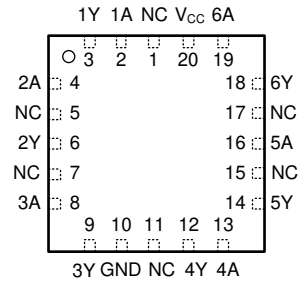 1Y 1A NC VCC 6A
3 2 1 20 19
2A 4 18 6Y
NC 5 17 NC
2Y 6 16 5A
NC 7 15 NC
3A 8 14 5Y
9 10 11 12 13
3Y GND NC 4Y 4A